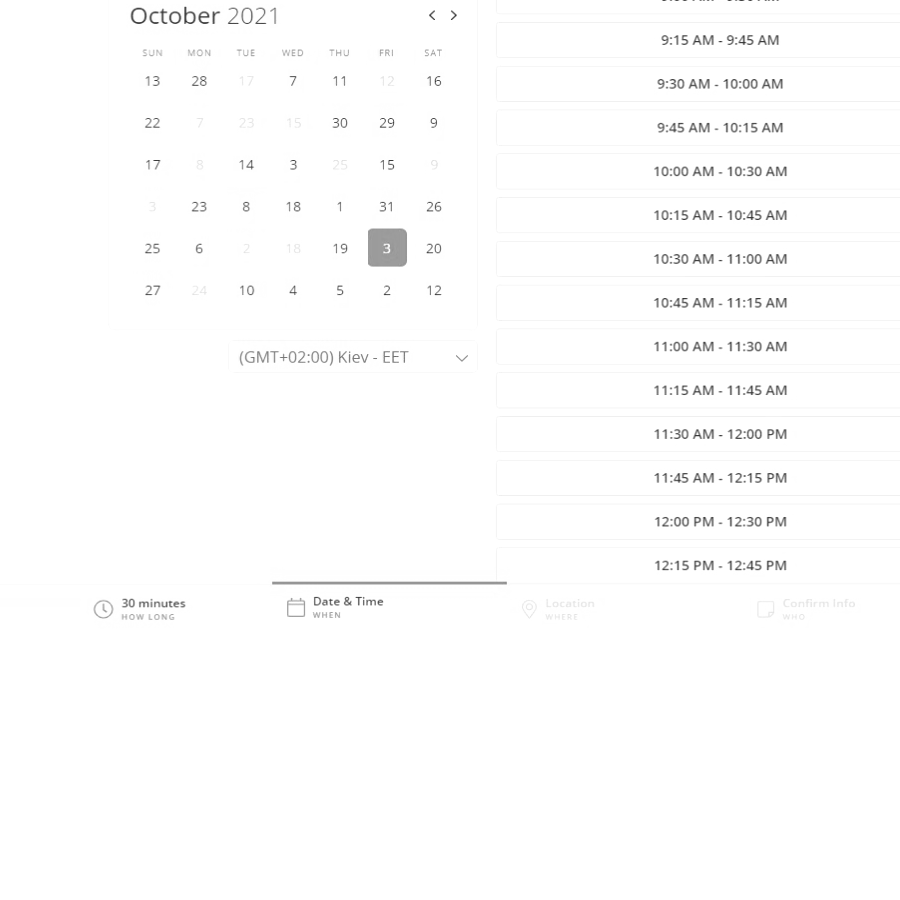 October 2021
SUN MON TUE WED THU FRI SAT
13 28 17 7 11 12 16
22 7 23 15 30 29 9
17 8 14 3 25 15 9
3 23 8 18 1 31 26
25 6 2 18 19 3 20
27 24 10 4 5 2 12
(GMT+02:00) Kiev - EET
9:15 AM - 9:45 AM
9:30 AM - 10:00 AM
9:45 AM - 10:15 AM
10:00 AM - 10:30 AM
10:15 AM - 10:45 AM
10:30 AM - 11:00 AM
10:45 AM - 11:15 AM
11:00 AM - 11:30 AM
11:15 AM - 11:45 AM
11:30 AM - 12:00 PM
11:45 AM - 12:15 PM
12:00 PM - 12:30 PM
12:15 PM - 12:45 PM
30 minutes
HOW LONG
Date & Time
WHEN
Location
WHERE
Confirm Info
WHO